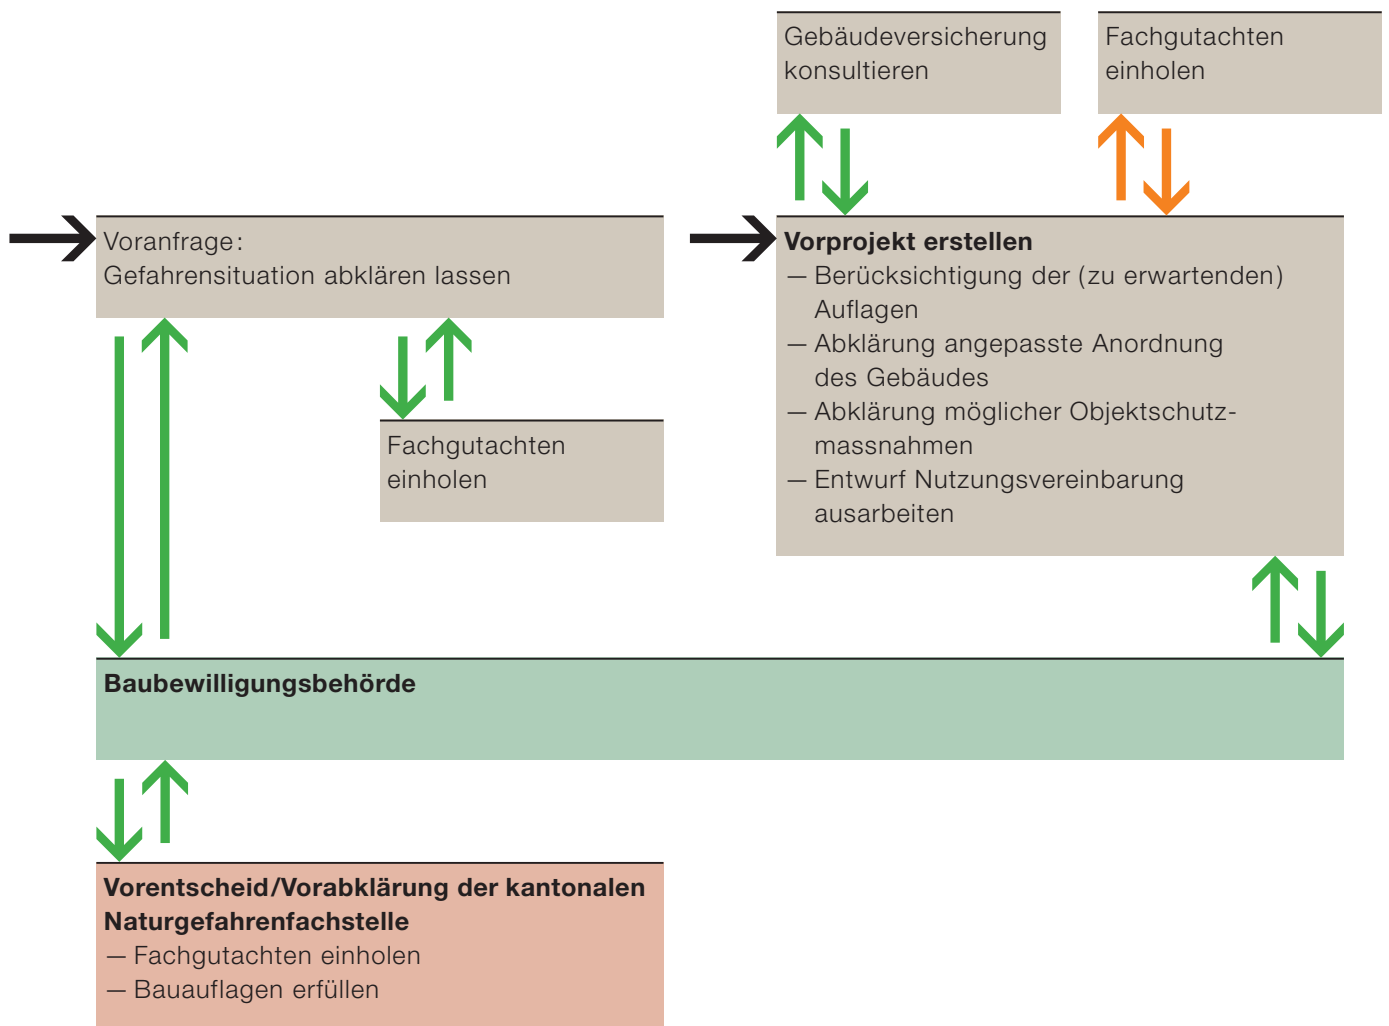 Gebäudeversicherung
konsultieren
Fachgutachten
einholen
Voranfrage:
Gefahrensituation abklären lassen
Fachgutachten
einholen
Vorprojekt erstellen
— Berücksichtigung der (zu erwartenden)
Auflagen
— Abklärung angepasste Anordnung
des Gebäudes
— Abklärung möglicher Objektschutz-
massnahmen
— Entwurf Nutzungsvereinbarung
ausarbeiten
Baubewilligungsbehörde
Vorentscheid/Vorabklärung der kantonalen
Naturgefahrenfachstelle
— Fachgutachten einholen
— Bauauflagen erfüllen